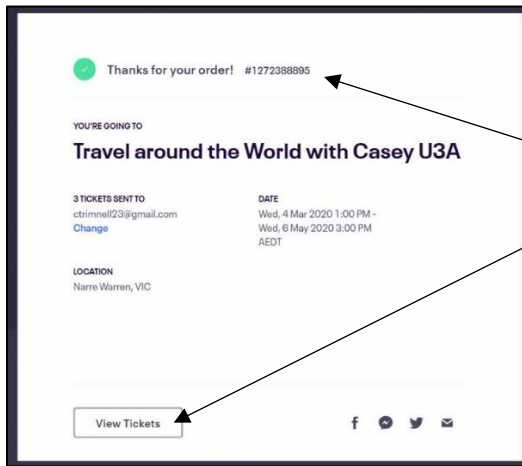 Thanks for your order! #1272388895
YOU'RE GOING TO
Travel around the World with Casey U3A
3 TICKETS SENT TO
ctrimnell23@gmail.com
Change
DATE
Wed, 4 Mar 2020 1:00 PM -
Wed, 6 May 2020 3:00 PM
AEDT
LOCATION
Narre Warren, VIC
View Tickets